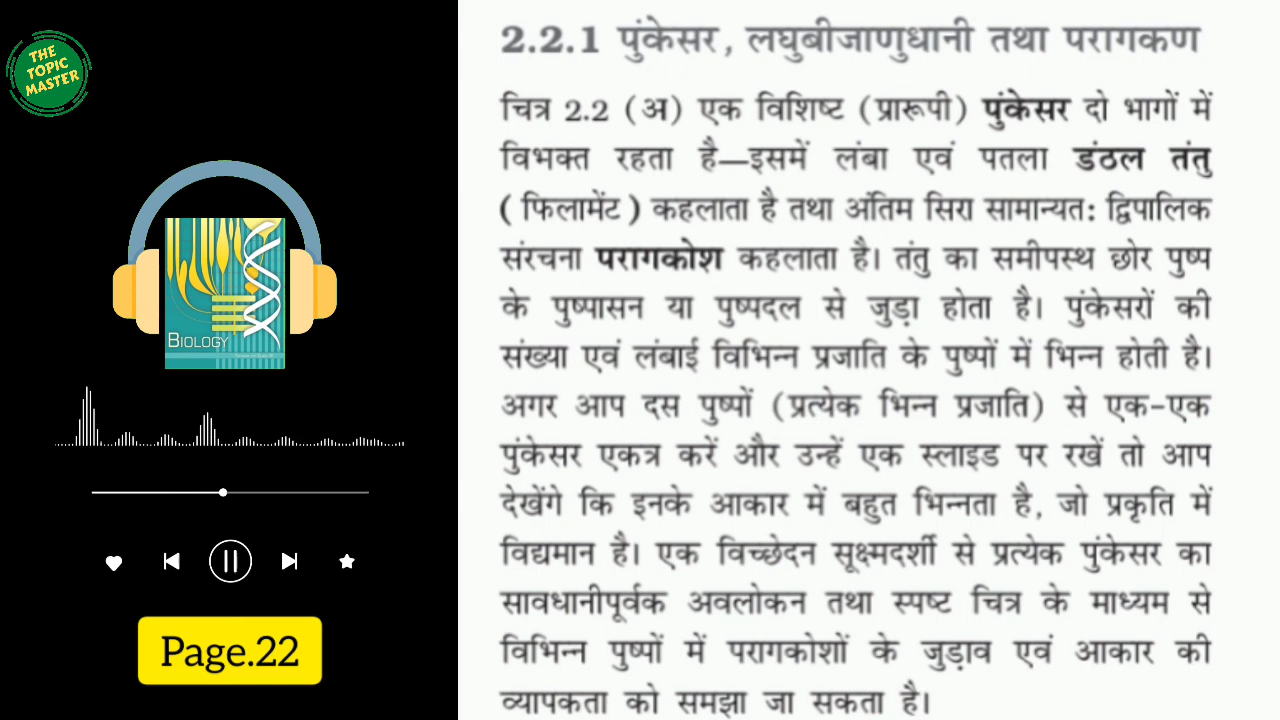 THE
TOPIC
MASTER
BIOLOGY
Page.22
2.2.1 पुंकेसर, लघुबीजाणुधानी तथा परागकण
चित्र 2.2 (अ) एक विशिष्ट (प्रारूपी) पुंकेसर दो भागों में
विभक्त रहता है—इसमें लंबा एवं पतला डंठल तंतु
(फिलामेंट) कहलाता है तथा अंतिम सिरा सामान्यतः द्विपालिक
संरचना परागकोश कहलाता है। तंतु का समीपस्थ छोर पुष्प
के पुष्पासन या पुष्पदल से जुड़ा होता है। पुंकेसरों की
संख्या एवं लंबाई विभिन्न प्रजाति के पुष्पों में भिन्न होती है।
अगर आप दस पुष्पों (प्रत्येक भिन्न प्रजाति) से एक-एक
पुंकेसर एकत्र करें और उन्हें एक स्लाइड पर रखें तो आप
देखेंगे कि इनके आकार में बहुत भिन्नता है, जो प्रकृति में
विद्यमान है। एक विच्छेदन सूक्ष्मदर्शी से प्रत्येक पुंकेसर का
सावधानीपूर्वक अवलोकन तथा स्पष्ट चित्र के माध्यम से
विभिन्न पुष्पों में परागकोशों के जुड़ाव एवं आकार की
व्यापकता को समझा जा सकता है।